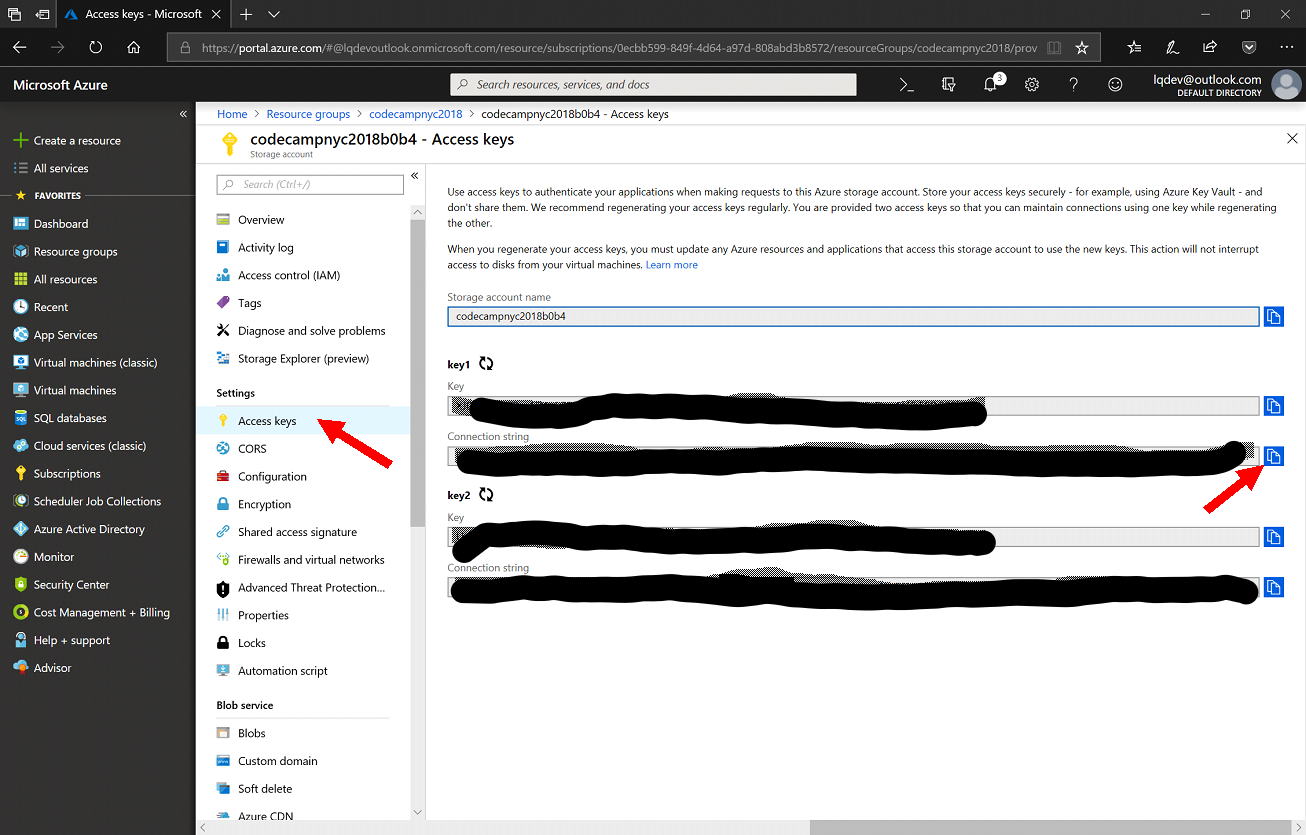 Access keys - Microsoft
https://portal.azure.com/#@lqdevoutlook.onmicrosoft.com/resource/subscriptions/0ecbb599-849f-4d64-a97d-808abd3b8572/resourceGroups/codecampnyc2018/prov
Microsoft Azure
Search resources, services, and docs
3
lqdev@outlook.com
DEFAULT DIRECTORY
Create a resource
All services
FAVORITES
Dashboard
Resource groups
All resources
Recent
App Services
Virtual machines (classic)
Virtual machines
SQL databases
Cloud services (classic)
Subscriptions
Scheduler Job Collections
Azure Active Directory
Monitor
Security Center
Cost Management + Billing
Help + support
Advisor
Home > Resource groups > codecampnyc2018 > codecampnyc2018b0b4 - Access keys
codecampnyc2018b0b4 - Access keys
Storage account
Search (Ctrl+/)
Overview
Activity log
Access control (IAM)
Tags
Diagnose and solve problems
Storage Explorer (preview)
Settings
Access keys
CORS
Configuration
Encryption
Shared access signature
Firewalls and virtual networks
Advanced Threat Protection...
Properties
Locks
Automation script
Blob service
Blobs
Custom domain
Soft delete
Azure CDN
Use access keys to authenticate your applications when making requests to this Azure storage account. Store your access keys securely - for example, using Azure Key Vault - and
don't share them. We recommend regenerating your access keys regularly. You are provided two access keys so that you can maintain connections using one key while regenerating
the other.
When you regenerate your access keys, you must update any Azure resources and applications that access this storage account to use the new keys. This action will not interrupt
access to disks from your virtual machines. Learn more
Storage account name
codecampnyc2018b0b4
key1
Key
Connection string
key2
Key
Connection string